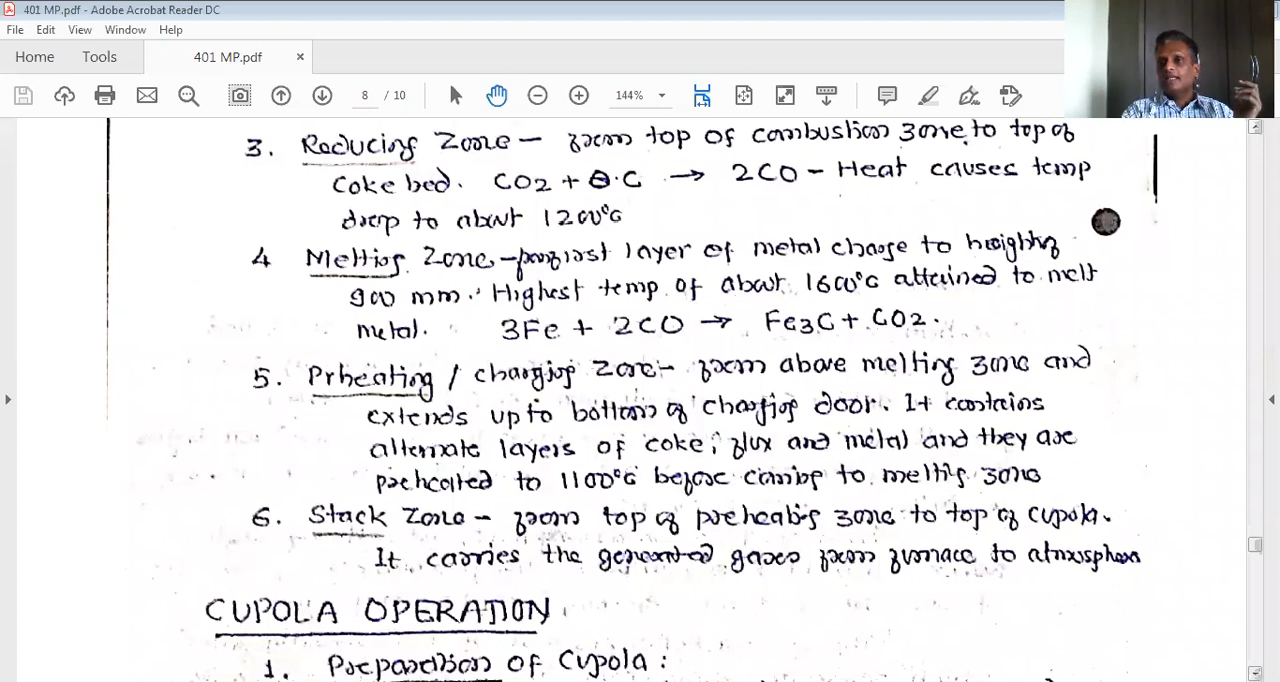 401 MP.pdf - Adobe Acrobat Reader DC
File Edit View Window Help
Home Tools 401 MP.pdf ×
8 / 10 144%
3. Reducing Zone - from top of combustion zone to top of
Coke bed. CO2 + C → 2CO - Heat causes temp
drop to about 1200°C
4 Melting Zone - first layer of metal charge to height of
900 mm. Highest temp of about 1600°C attained to melt
metal. 3Fe + 2CO → Fe3C + CO2.
5. Prheating / charging Zone - from above melting zone and
extends up to bottom of charging door. It contains
alternate layers of coke, flux and metal and they are
preheated to 1100°C before coming to meltig zone
6. Stack Zone - from top of preheatig zone to top of cupola.
It carries the generated gases from furnace to atmosphere
CUPOLA OPERATION
1. Preparation of Cupola: